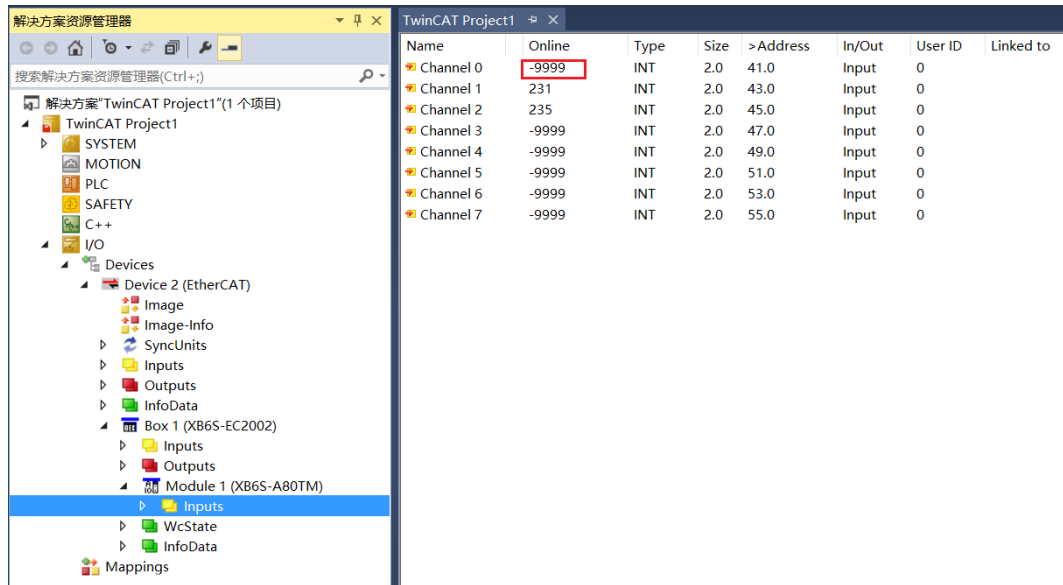 解决方案资源管理器
搜索解决方案资源管理器(Ctrl+;)
解决方案"TwinCAT Project1"(1 个项目)
TwinCAT Project1
SYSTEM
MOTION
PLC
SAFETY
C++
I/O
Devices
Device 2 (EtherCAT)
Image
Image-Info
SyncUnits
Inputs
Outputs
InfoData
Box 1 (XB6S-EC2002)
Inputs
Outputs
Module 1 (XB6S-A80TM)
Inputs
WcState
InfoData
Mappings
TwinCAT Project1
Name Online Type Size >Address In/Out User ID Linked to
Channel 0 -9999 INT 2.0 41.0 Input 0
Channel 1 231 INT 2.0 43.0 Input 0
Channel 2 235 INT 2.0 45.0 Input 0
Channel 3 -9999 INT 2.0 47.0 Input 0
Channel 4 -9999 INT 2.0 49.0 Input 0
Channel 5 -9999 INT 2.0 51.0 Input 0
Channel 6 -9999 INT 2.0 53.0 Input 0
Channel 7 -9999 INT 2.0 55.0 Input 0